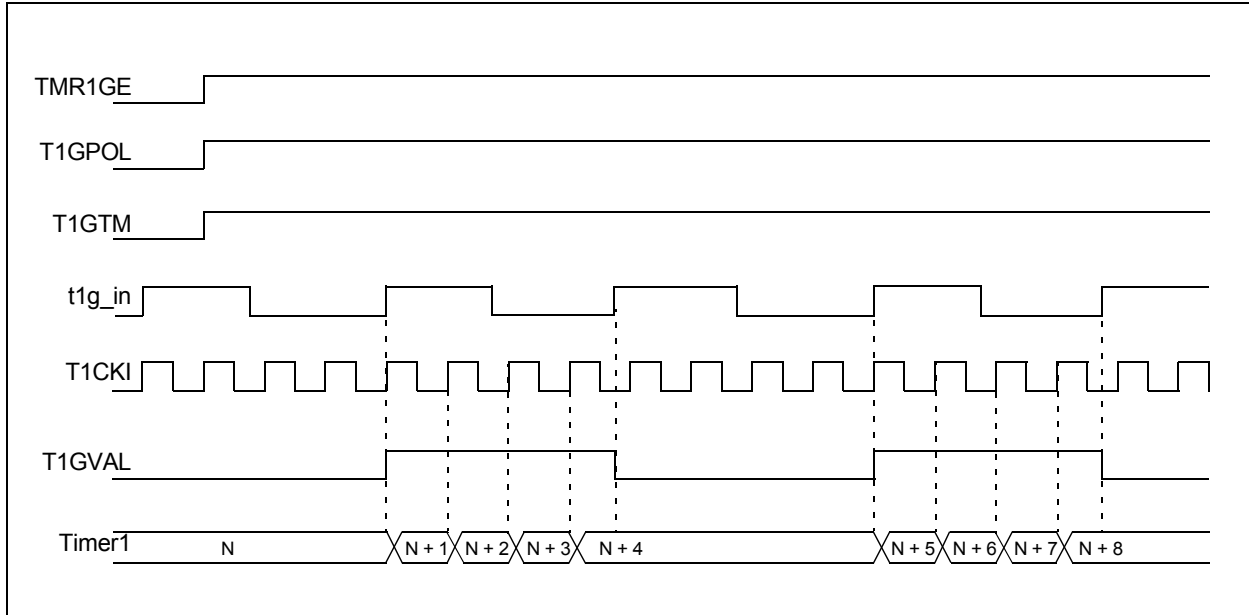 TMR1GE
T1GPOL
T1GTM
t1g_in
T1CKI
T1GVAL
Timer1 N N + 1 N + 2 N + 3 N + 4 N + 5 N + 6 N + 7 N + 8